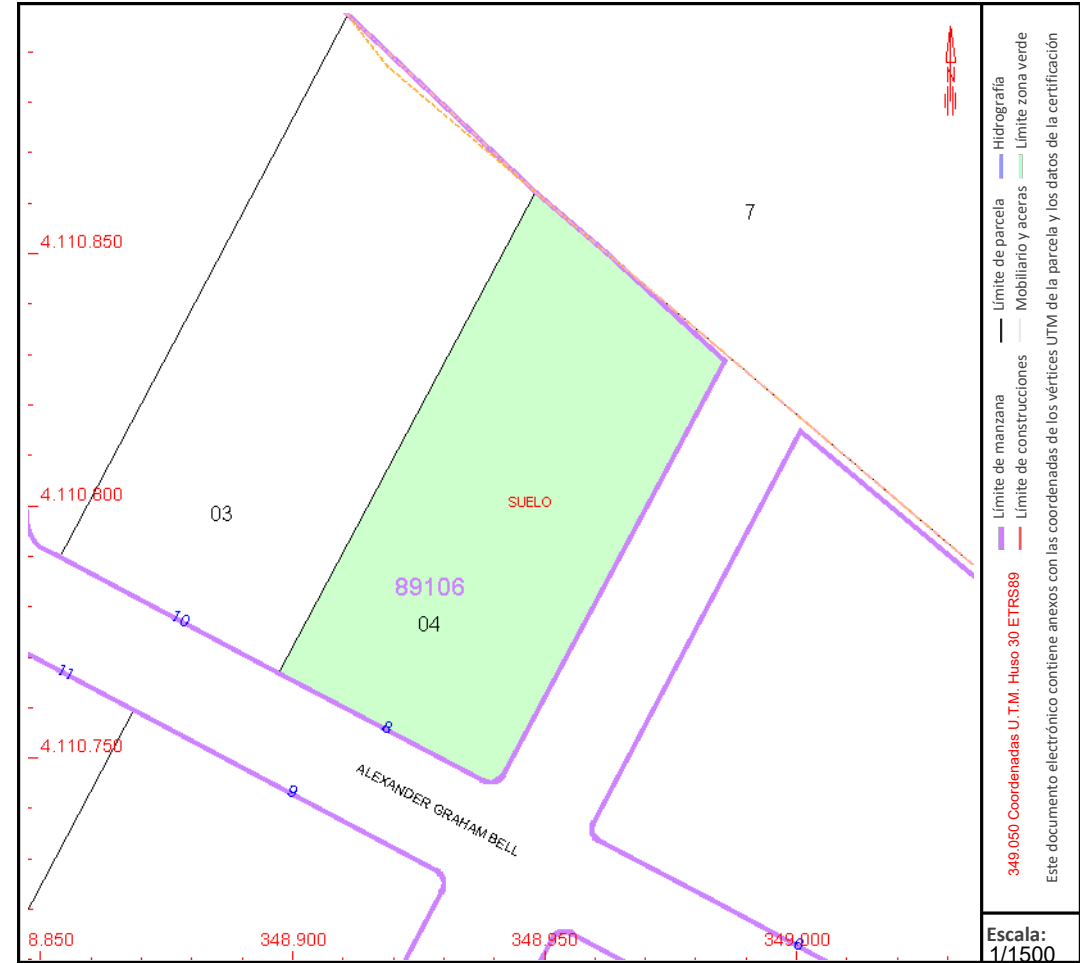 7
4.110.850
4.110.800
03
SUELO
89106
04
10
11
8
4.110.750
9
ALEXANDER GRAHAM BELL
6
8.850
348.900
348.950
349.000
N
349.050 Coordenadas U.T.M. Huso 30 ETRS89
Límite de manzana
Límite de parcela
Hidrografía
Límite de construcciones
Mobiliario y aceras
Límite zona verde
Este documento electrónico contiene anexos con las coordenadas de los vértices UTM de la parcela y los datos de la certificación
Escala:
1/1500